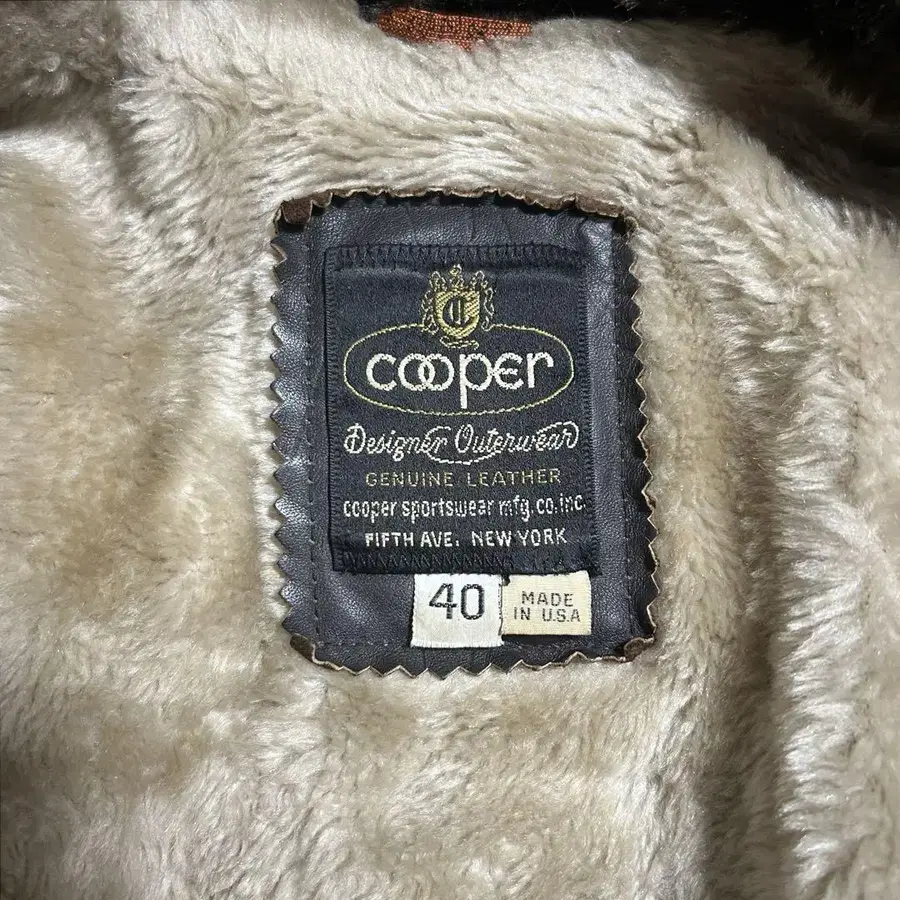 C
cooper
Designer Outerwear
GENUINE LEATHER
cooper sportswear mfg.co.inc.
FIFTH AVE. NEW YORK
40
MADE
IN U.S.A